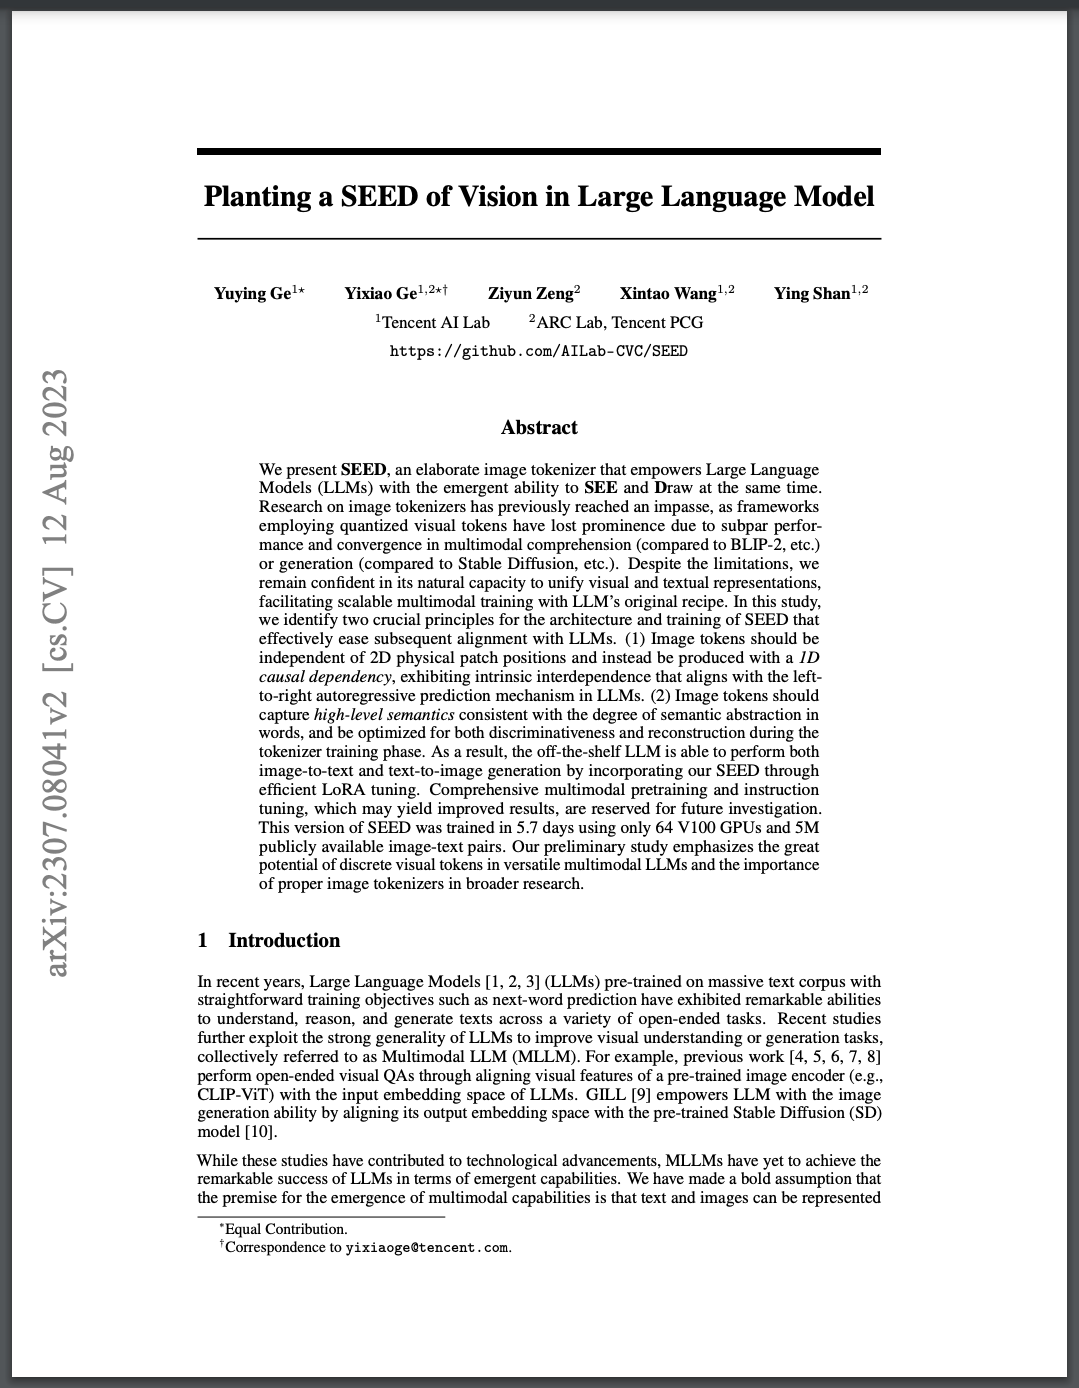 Planting a SEED of Vision in Large Language Model
Yuying Ge1⋆ Yixiao Ge1,2⋆† Ziyun Zeng2 Xintao Wang1,2 Ying Shan1,2
1Tencent AI Lab 2ARC Lab, Tencent PCG
https://github.com/AILab-CVC/SEED
arXiv:2307.08041v2 [cs.CV] 12 Aug 2023
Abstract
We present SEED, an elaborate image tokenizer that empowers Large Language
Models (LLMs) with the emergent ability to SEE and Draw at the same time.
Research on image tokenizers has previously reached an impasse, as frameworks
employing quantized visual tokens have lost prominence due to subpar perfor-
mance and convergence in multimodal comprehension (compared to BLIP-2, etc.)
or generation (compared to Stable Diffusion, etc.). Despite the limitations, we
remain confident in its natural capacity to unify visual and textual representations,
facilitating scalable multimodal training with LLM's original recipe. In this study,
we identify two crucial principles for the architecture and training of SEED that
effectively ease subsequent alignment with LLMs. (1) Image tokens should be
independent of 2D physical patch positions and instead be produced with a 1D
causal dependency, exhibiting intrinsic interdependence that aligns with the left-
to-right autoregressive prediction mechanism in LLMs. (2) Image tokens should
capture high-level semantics consistent with the degree of semantic abstraction in
words, and be optimized for both discriminativeness and reconstruction during the
tokenizer training phase. As a result, the off-the-shelf LLM is able to perform both
image-to-text and text-to-image generation by incorporating our SEED through
efficient LoRA tuning. Comprehensive multimodal pretraining and instruction
tuning, which may yield improved results, are reserved for future investigation.
This version of SEED was trained in 5.7 days using only 64 V100 GPUs and 5M
publicly available image-text pairs. Our preliminary study emphasizes the great
potential of discrete visual tokens in versatile multimodal LLMs and the importance
of proper image tokenizers in broader research.
1 Introduction
In recent years, Large Language Models [1, 2, 3] (LLMs) pre-trained on massive text corpus with
straightforward training objectives such as next-word prediction have exhibited remarkable abilities
to understand, reason, and generate texts across a variety of open-ended tasks. Recent studies
further exploit the strong generality of LLMs to improve visual understanding or generation tasks,
collectively referred to as Multimodal LLM (MLLM). For example, previous work [4, 5, 6, 7, 8]
perform open-ended visual QAs through aligning visual features of a pre-trained image encoder (e.g.,
CLIP-ViT) with the input embedding space of LLMs. GILL [9] empowers LLM with the image
generation ability by aligning its output embedding space with the pre-trained Stable Diffusion (SD)
model [10].
While these studies have contributed to technological advancements, MLLMs have yet to achieve the
remarkable success of LLMs in terms of emergent capabilities. We have made a bold assumption that
the premise for the emergence of multimodal capabilities is that text and images can be represented
*Equal Contribution.
†Correspondence to yixiaoge@tencent.com.